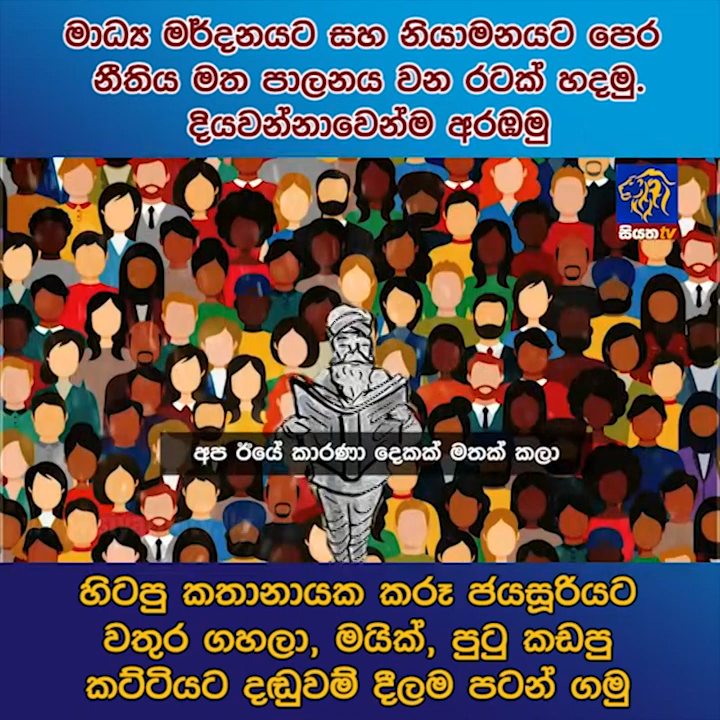 මාධ්‍ය මර්දනයට සහ නියාමනයට පෙර
නීතිය මත පාලනය වන රටක් හදමු.
දියවන්නාවෙන්ම අරඹමු
සියත tv
අප ඊයේ කාරණා දෙකක් මතක් කලා
හිටපු කතානායක කරූ ජයසූරියට
වතුර ගහලා, මයික්, පුටු කඩපු
කට්ටියට දඬුවම් දීලම පටන් ගමු